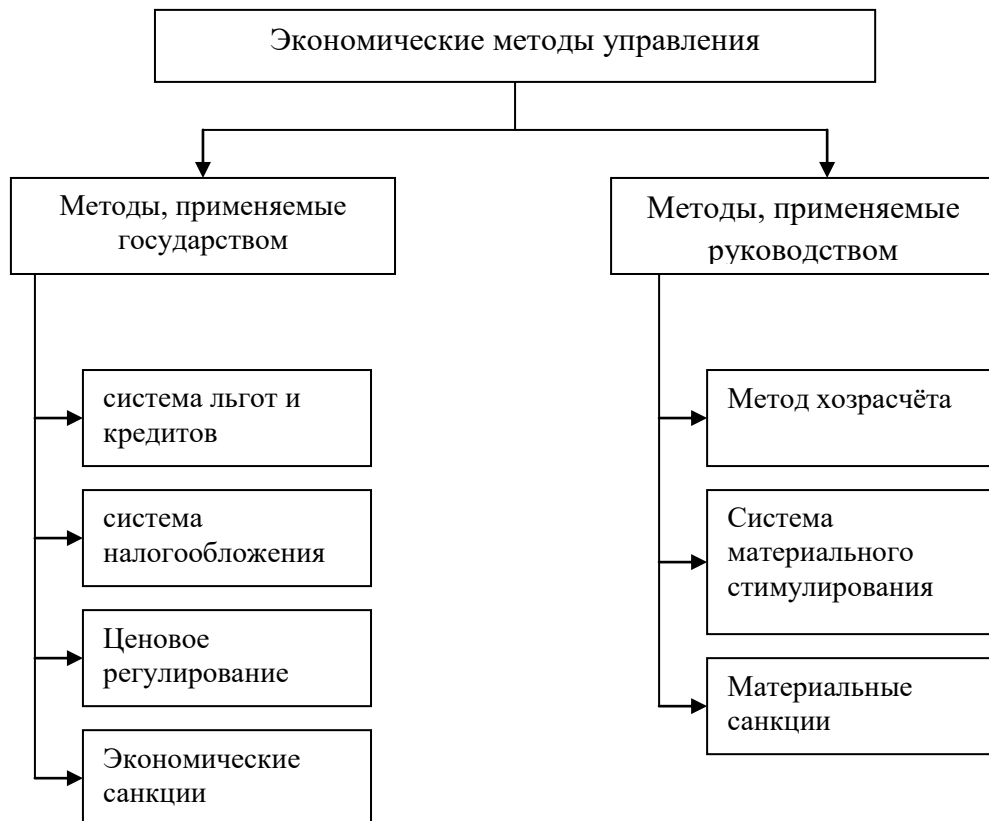 Экономические методы управления
Методы, применяемые
государством
Методы, применяемые
руководством
система льгот и
кредитов
система
налогообложения
Ценовое
регулирование
Экономические
санкции
Метод хозрасчёта
Система
материального
стимулирования
Материальные
санкции